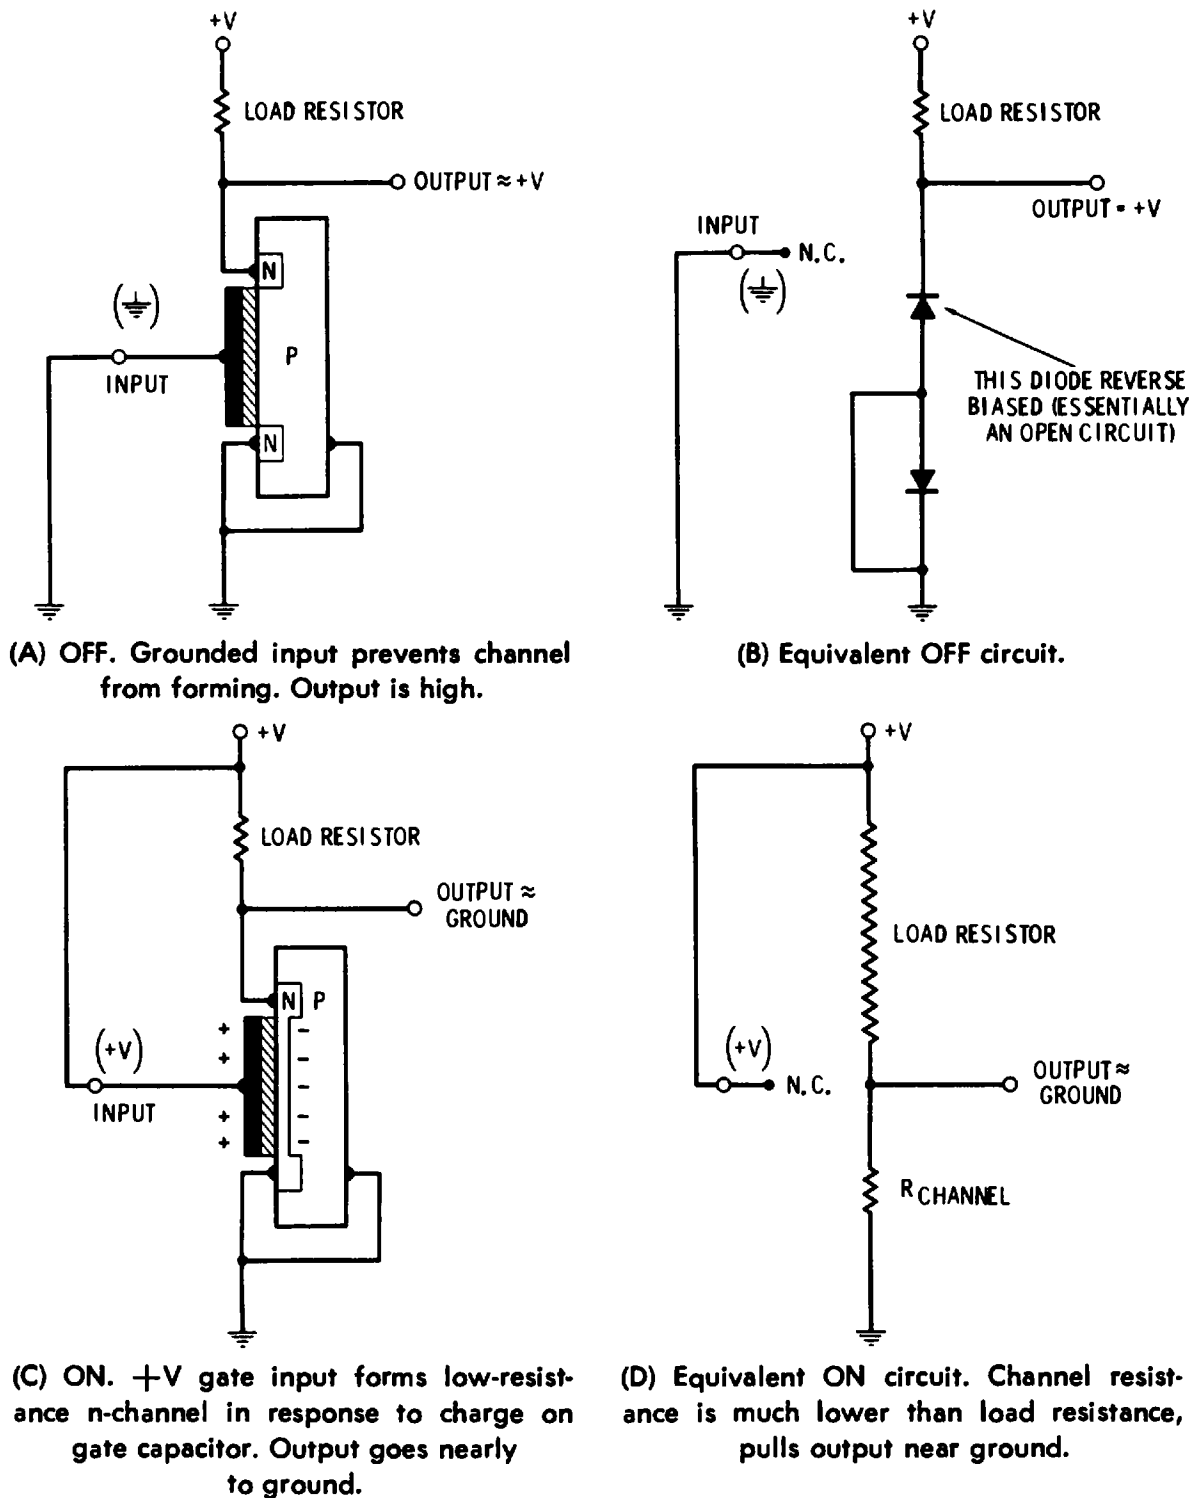 +V
LOAD RESISTOR
OUTPUT ≈ +V
N
P
INPUT
N
(A) OFF. Grounded input prevents channel
from forming. Output is high.
+V
LOAD RESISTOR
OUTPUT = +V
INPUT
N.C.
THIS DIODE REVERSE
BIASED (ESSENTIALLY
AN OPEN CIRCUIT)
(B) Equivalent OFF circuit.
+V
LOAD RESISTOR
OUTPUT ≈
GROUND
N P
+ −
+ −
(+V)
−
INPUT
+ −
+ −
(C) ON. +V gate input forms low-resist-
ance n-channel in response to charge on
gate capacitor. Output goes nearly
to ground.
+V
LOAD RESISTOR
(+V)
N.C.
OUTPUT ≈
GROUND
R CHANNEL
(D) Equivalent ON circuit. Channel resist-
ance is much lower than load resistance,
pulls output near ground.